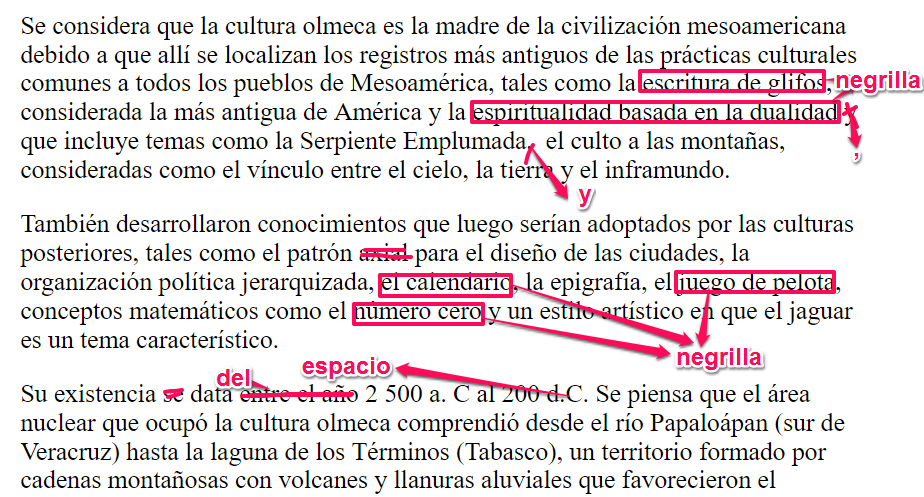 Se considera que la cultura olmeca es la madre de la civilización mesoamericana
debido a que allí se localizan los registros más antiguos de las prácticas culturales
comunes a todos los pueblos de Mesoamérica, tales como la escritura de glifos, negrilla
considerada la más antigua de América y la espiritualidad basada en la dualidad y
,
que incluye temas como la Serpiente Emplumada, el culto a las montañas,
consideradas como el vínculo entre el cielo, la tierra y el inframundo.
y
También desarrollaron conocimientos que luego serían adoptados por las culturas
posteriores, tales como el patrón axial para el diseño de las ciudades, la
organización política jerarquizada, el calendario, la epigrafía, el juego de pelota,
conceptos matemáticos como el número cero y un estilo artístico en que el jaguar
es un tema característico.
negrilla
espacio
del
Su existencia se data entre el año 2 500 a. C al 200 d.C. Se piensa que el área
nuclear que ocupó la cultura olmeca comprendió desde el río Papaloápan (sur de
Veracruz) hasta la laguna de los Términos (Tabasco), un territorio formado por
cadenas montañosas con volcanes y llanuras aluviales que favorecieron el